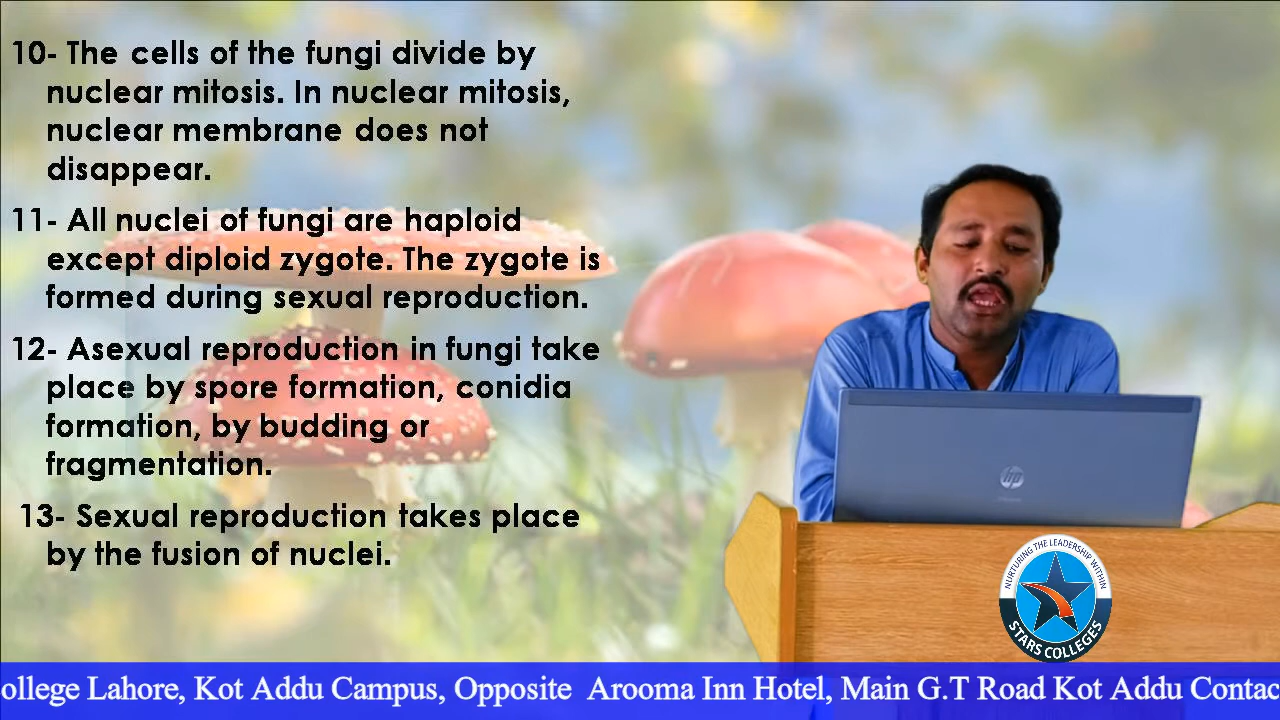 10- The cells of the fungi divide by
nuclear mitosis. In nuclear mitosis,
nuclear membrane does not
disappear.
11- All nuclei of fungi are haploid
except diploid zygote. The zygote is
formed during sexual reproduction.
12- Asexual reproduction in fungi take
place by spore formation, conidia
formation, by budding or
fragmentation.
13- Sexual reproduction takes place
by the fusion of nuclei.
hp
NURTURING THE LEADERSHIP WITHIN
STARS COLLEGES
ollege Lahore, Kot Addu Campus, Opposite Arooma Inn Hotel, Main G.T Road Kot Addu Contac